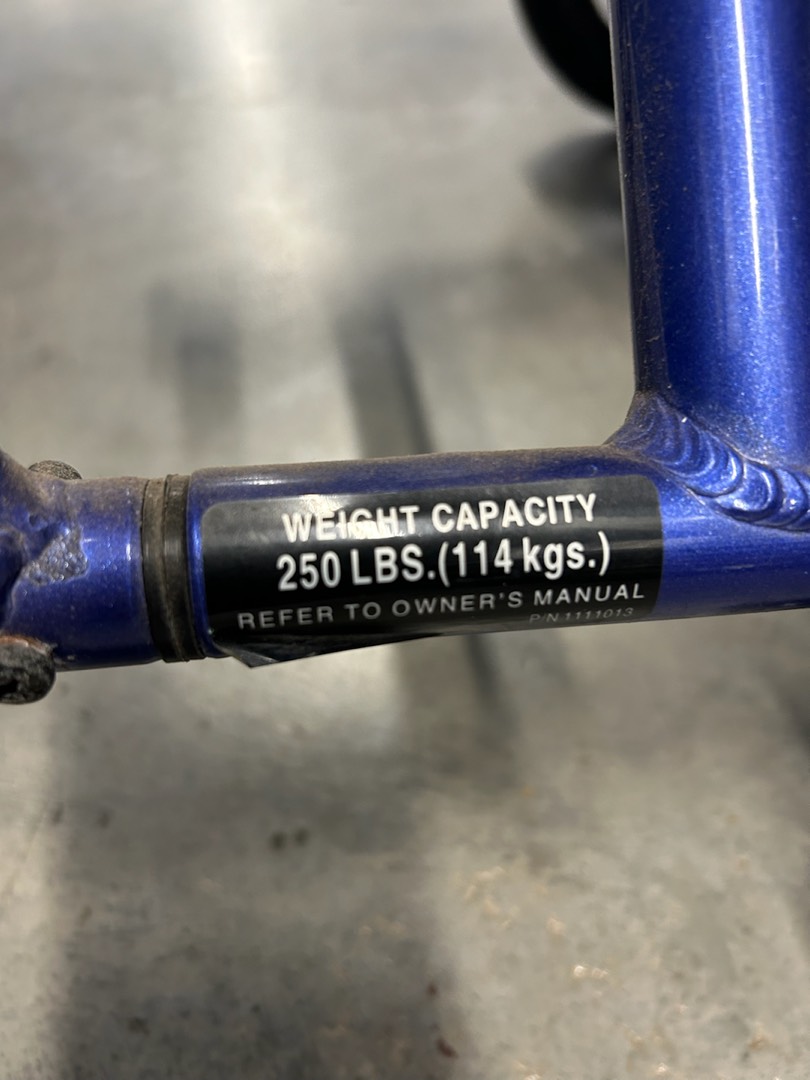 WEIGHT CAPACITY
250 LBS.(114 kgs.)
REFER TO OWNER'S MANUAL
P/N 1111013